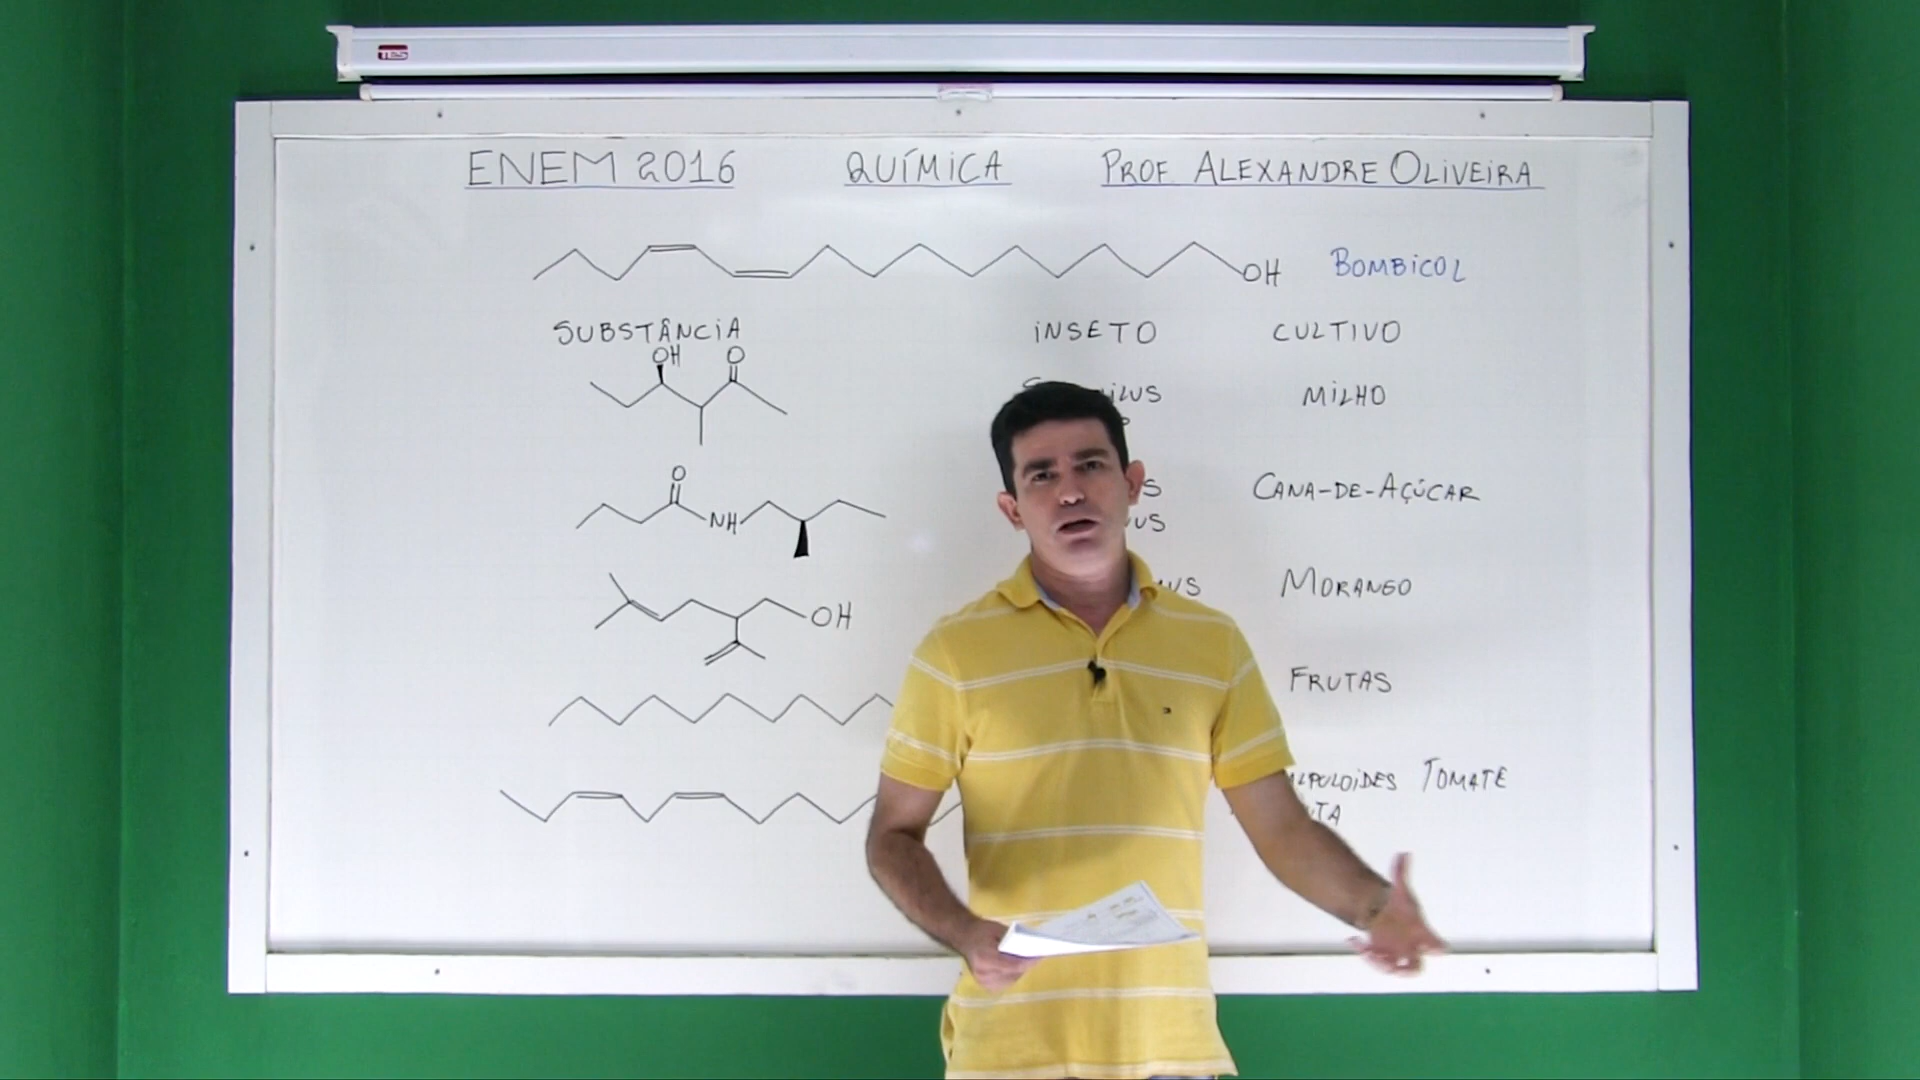 TES
ENEM 2016 QUÍMICA PROF. ALEXANDRE OLIVEIRA
OH BOMBICOL
SUBSTÂNCIA INSETO CULTIVO
OH O
MILHO
O
NH CANA-DE-AÇÚCAR
MORANGO
OH
FRUTAS
TOMATE